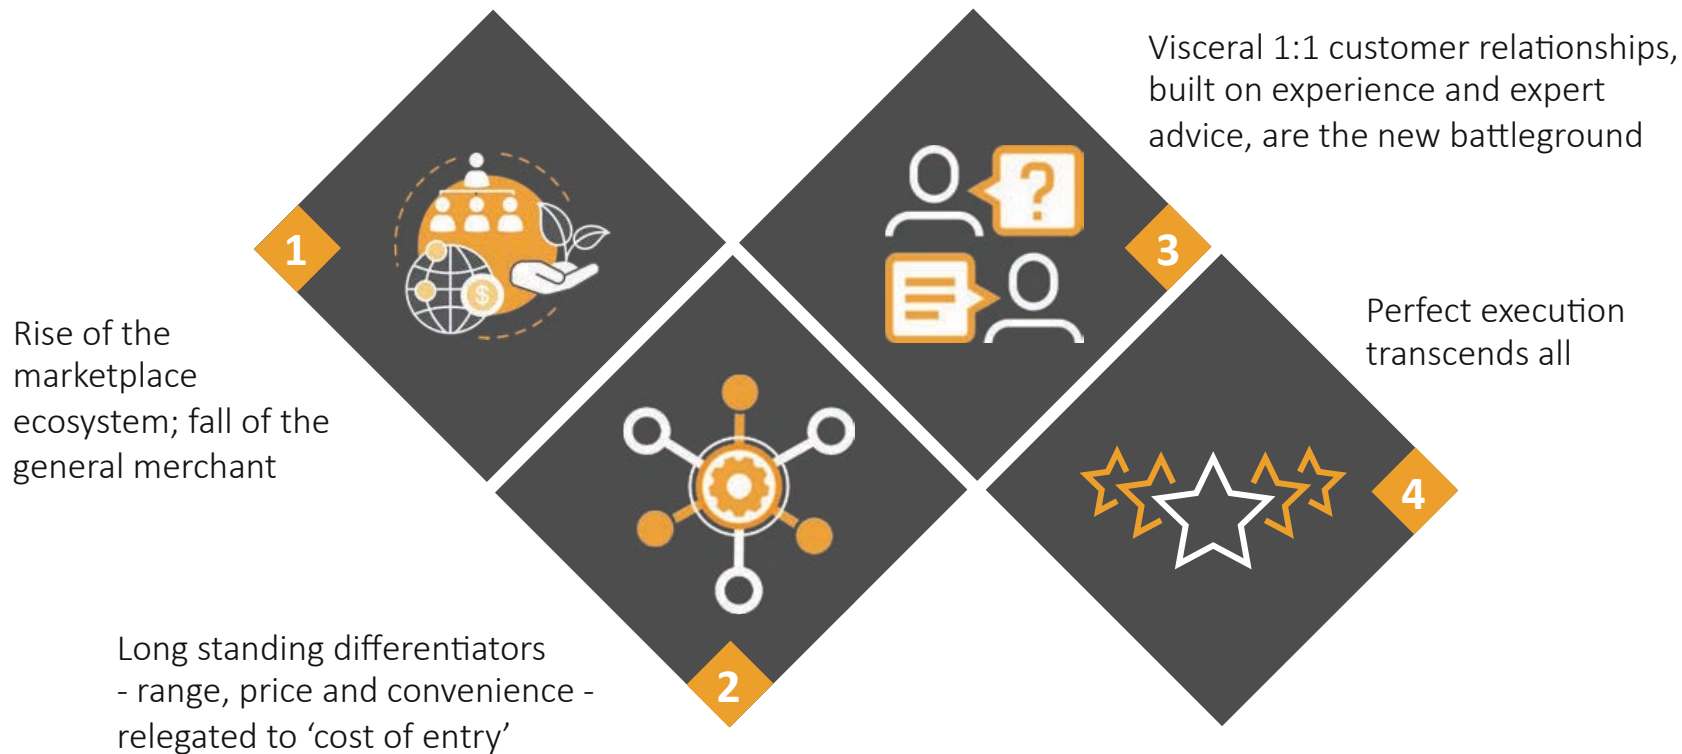 1
Rise of the
marketplace
ecosystem; fall of the
general merchant
$
2
Long standing differentiators
- range, price and convenience -
relegated to ‘cost of entry’
3
Visceral 1:1 customer relationships,
built on experience and expert
advice, are the new battleground
?
4
Perfect execution
transcends all